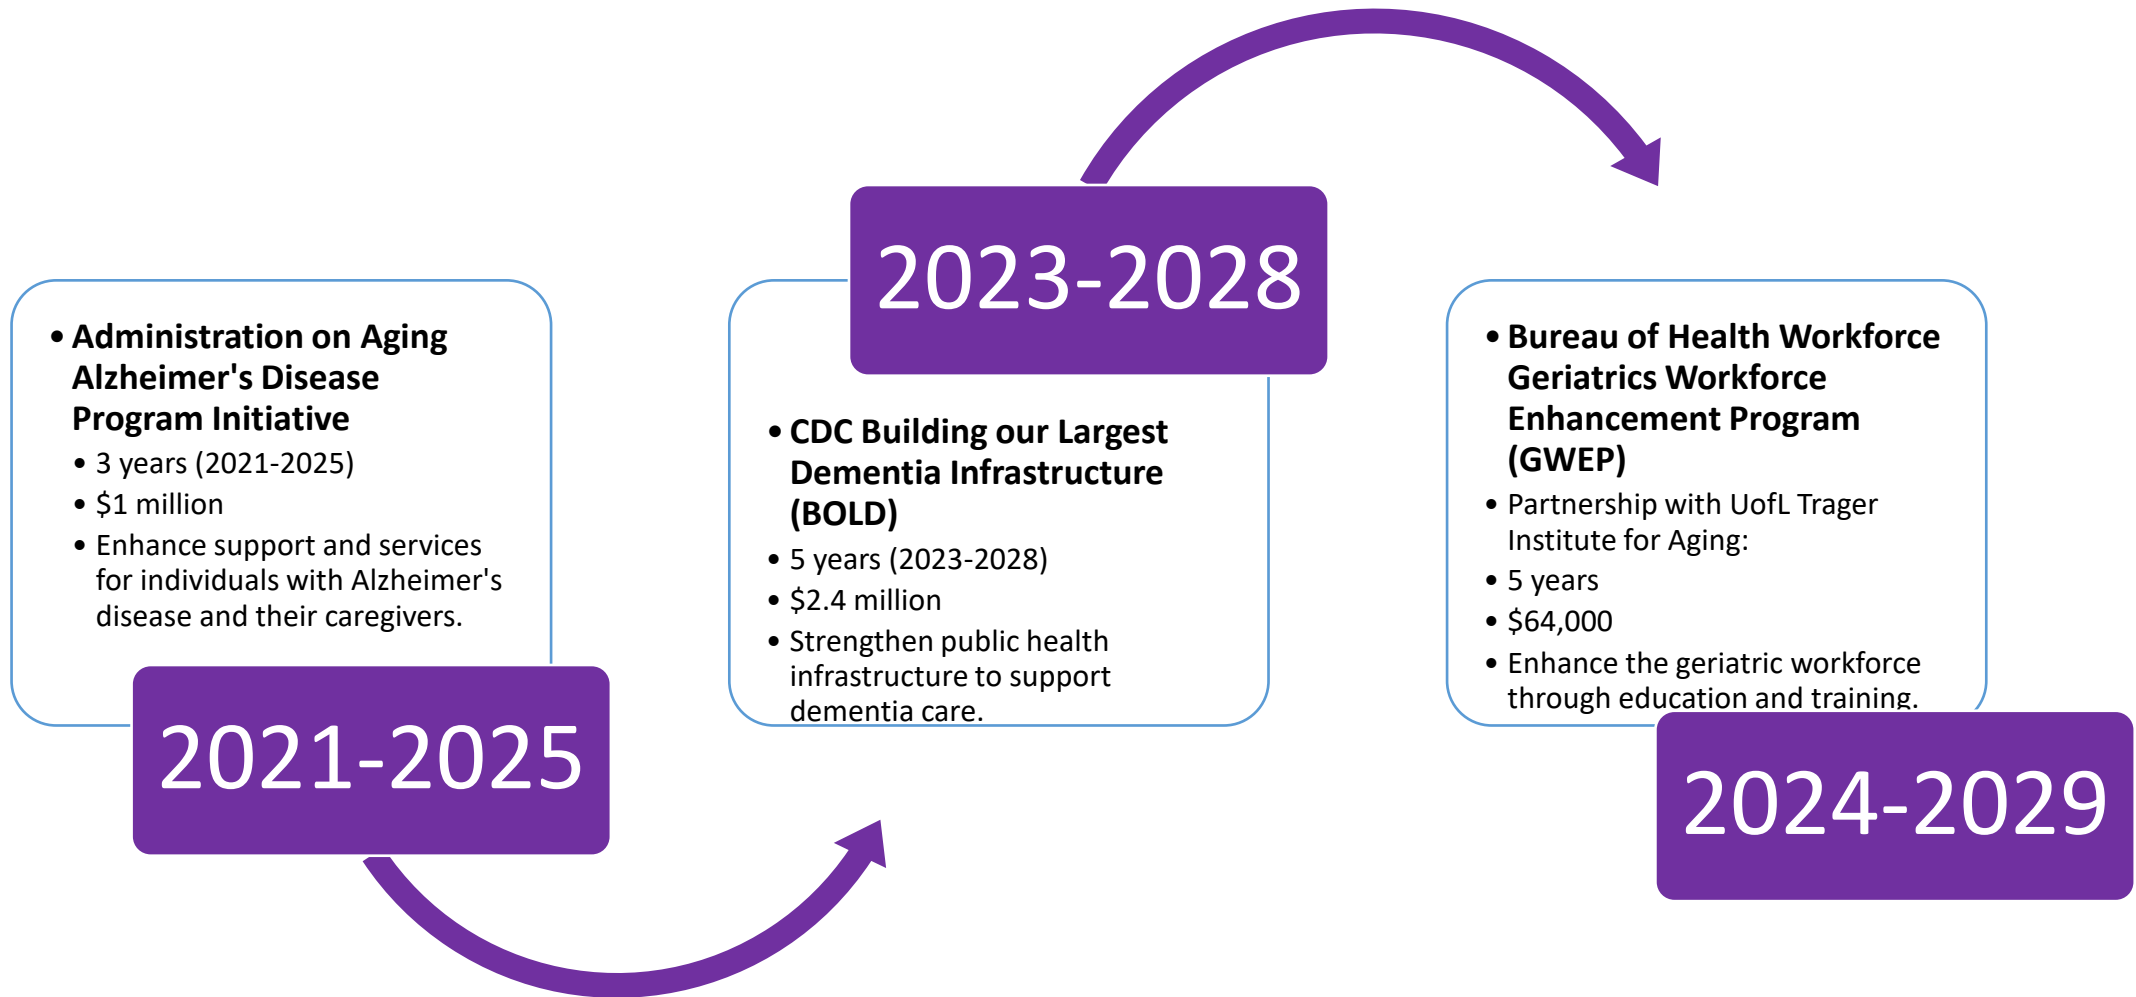 • Administration on Aging
Alzheimer's Disease
Program Initiative
• 3 years (2021-2025)
• $1 million
• Enhance support and services
for individuals with Alzheimer's
disease and their caregivers.
2021-2025
2023-2028
• CDC Building our Largest
Dementia Infrastructure
(BOLD)
• 5 years (2023-2028)
• $2.4 million
• Strengthen public health
infrastructure to support
dementia care.
• Bureau of Health Workforce
Geriatrics Workforce
Enhancement Program
(GWEP)
• Partnership with UofL Trager
Institute for Aging:
• 5 years
• $64,000
• Enhance the geriatric workforce
through education and training.
2024-2029